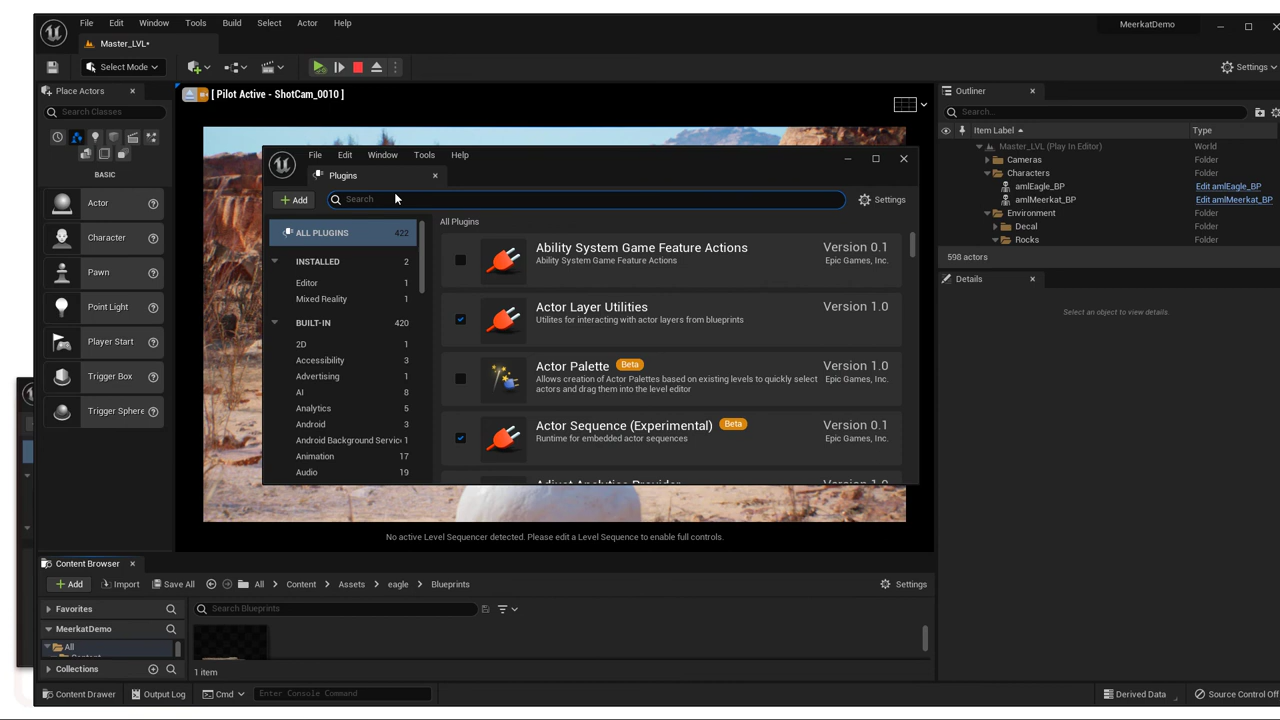 File Edit Window Tools Build Select Actor Help
MeerkatDemo
Master_LVL•
Select Mode
Settings
Place Actors
Search Classes
BASIC
Actor
Character
Pawn
Point Light
Player Start
Trigger Box
Trigger Sphere
[ Pilot Active - ShotCam_0010 ]
File Edit Window Tools Help
Plugins
Add
Search
Settings
ALL PLUGINS 422
INSTALLED 2
Editor 1
Mixed Reality 1
BUILT-IN 420
2D 1
Accessibility 3
Advertising 1
AI 8
Analytics 5
Android 3
Android Background Servic 1
Animation 17
Audio 19
All Plugins
Ability System Game Feature Actions Version 0.1
Ability System Game Feature Actions Epic Games, Inc.
Actor Layer Utilities Version 1.0
Utilites for interacting with actor layers from blueprints Epic Games, Inc.
Actor Palette Beta Version 1.0
Allows creation of Actor Palettes based on existing levels to quickly select Epic Games, Inc.
actors and drag them into the level editor
Actor Sequence (Experimental) Beta Version 0.1
Runtime for embedded actor sequences Epic Games, Inc.
Adjust Analytics Provider Version 1.0
No active Level Sequencer detected. Please edit a Level Sequence to enable full controls.
Outliner
Search...
Item Label Type
Master_LVL (Play In Editor) World
Cameras Folder
Characters Folder
amlEagle_BP Edit amlEagle_BP
amlMeerkat_BP Edit amlMeerkat_BP
Environment Folder
Decal Folder
Rocks Folder
598 actors
Details
Select an object to view details.
Content Browser
Add Import Save All All Content Assets eagle Blueprints Settings
Favorites
MeerkatDemo
All
Content
Collections
Search Blueprints
1 item
Content Drawer Output Log Cmd Enter Console Command Derived Data Source Control Off